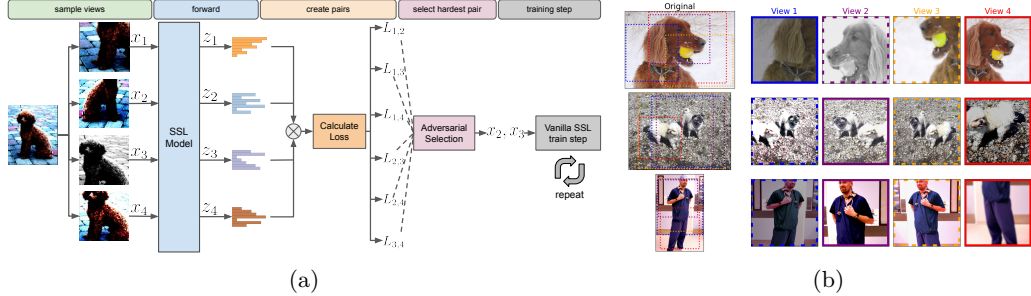 sample views
forward
create pairs
select hardest pair
training step
x1
x2
x3
x4
SSL
Model
z1
z2
z3
z4
⊗
Calculate
Loss
L1,2
L1,3
L1,4
L2,3
L2,4
L3,4
Adversarial
Selection
x2, x3
Vanilla SSL
train step
repeat
(a)
Original
View 1
View 2
View 3
View 4
(b)